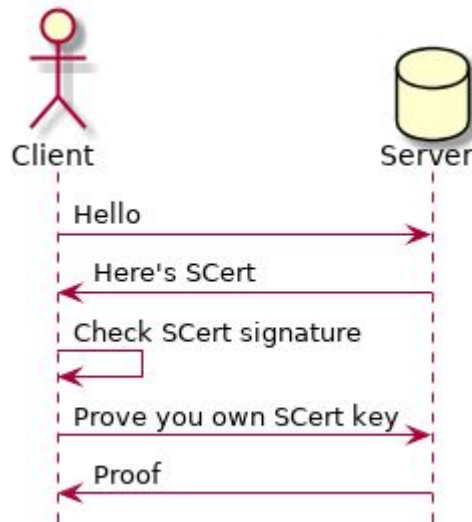 Client
Server
Hello
Here's SCert
Check SCert signature
Prove you own SCert key
Proof